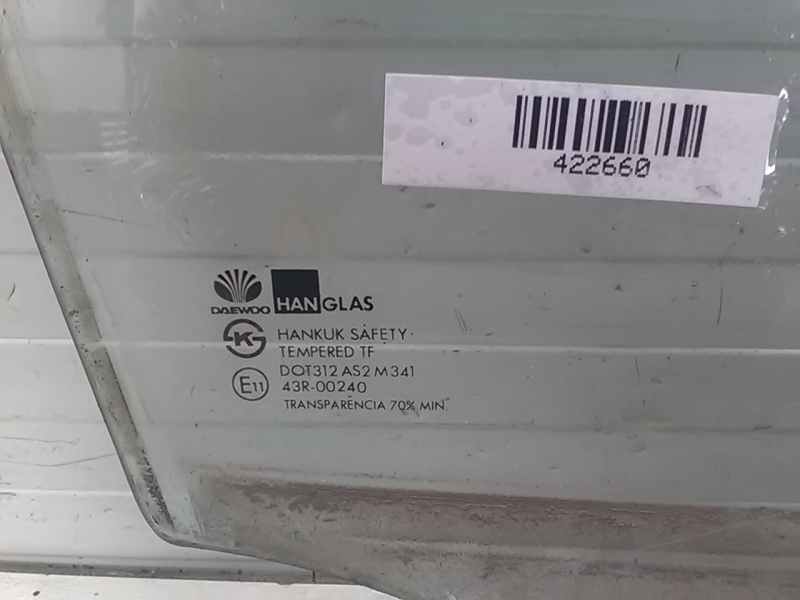 422660
DAEWOO HANGLAS
HANKUK SAFETY
TEMPERED TF
DOT312 AS2 M341
E11 43R-00240
TRANSPARÊNCIA 70% MIN.